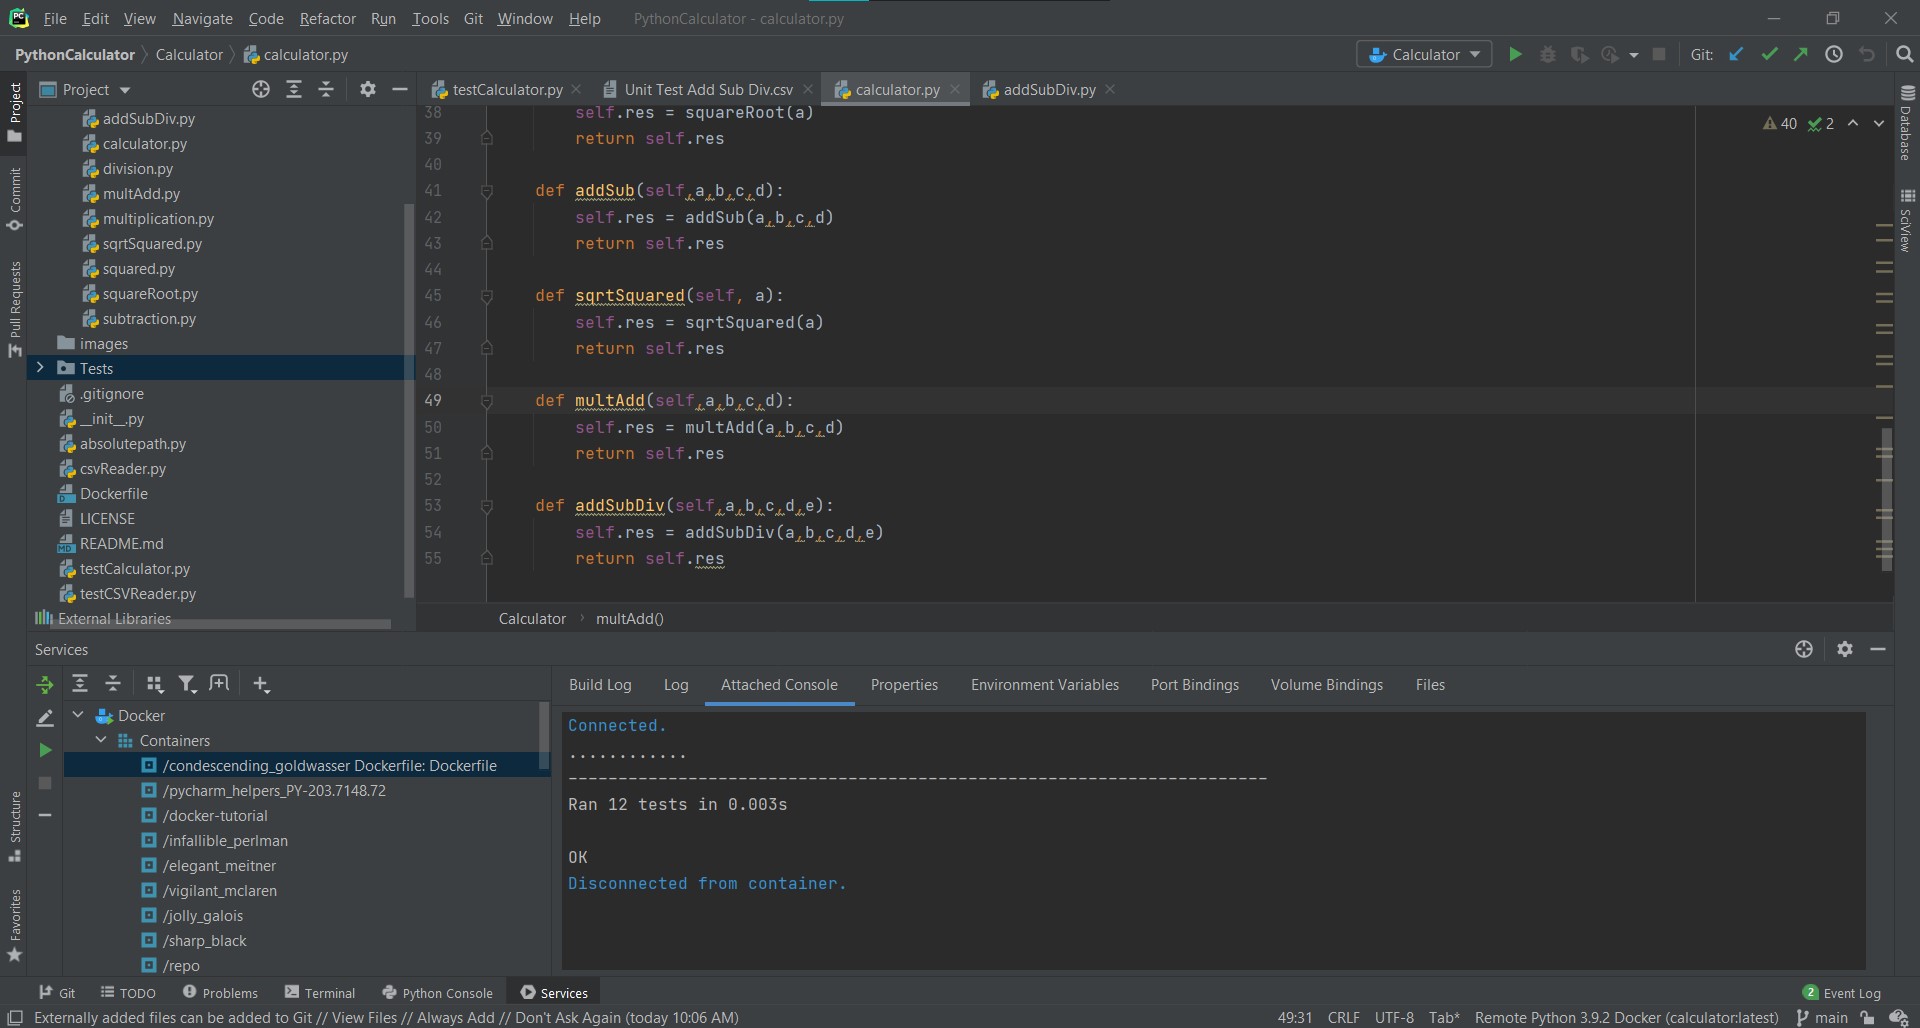 PC File Edit View Navigate Code Refactor Run Tools Git Window Help PythonCalculator - calculator.py
PythonCalculator Calculator calculator.py Calculator Git:
Project
Project
testCalculator.py Unit Test Add Sub Div.csv calculator.py addSubDiv.py
Commit
Pull Requests
addSubDiv.py
calculator.py
division.py
multAdd.py
multiplication.py
sqrtSquared.py
squared.py
squareRoot.py
subtraction.py
images
Tests
.gitignore
__init__.py
absolutepath.py
csvReader.py
Dockerfile
LICENSE
README.md
testCalculator.py
testCSVReader.py
External Libraries
40 2
Database
SciView
38 self.res = squareRoot(a)
39 return self.res
40
41 def addSub(self,a,b,c,d):
42 self.res = addSub(a,b,c,d)
43 return self.res
44
45 def sqrtSquared(self, a):
46 self.res = sqrtSquared(a)
47 return self.res
48
49 def multAdd(self,a,b,c,d):
50 self.res = multAdd(a,b,c,d)
51 return self.res
52
53 def addSubDiv(self,a,b,c,d,e):
54 self.res = addSubDiv(a,b,c,d,e)
55 return self.res
Calculator multAdd()
Services
Structure
Favorites
Docker
Containers
/condescending_goldwasser Dockerfile: Dockerfile
/pycharm_helpers_PY-203.7148.72
/docker-tutorial
/infallible_perlman
/elegant_meitner
/vigilant_mclaren
/jolly_galois
/sharp_black
/repo
Build Log Log Attached Console Properties Environment Variables Port Bindings Volume Bindings Files
Connected.
............
----------------------------------------------------------------------
Ran 12 tests in 0.003s
OK
Disconnected from container.
Git TODO Problems Terminal Python Console Services 2 Event Log
Externally added files can be added to Git // View Files // Always Add // Don't Ask Again (today 10:06 AM) 49:31 CRLF UTF-8 Tab* Remote Python 3.9.2 Docker (calculator:latest) main